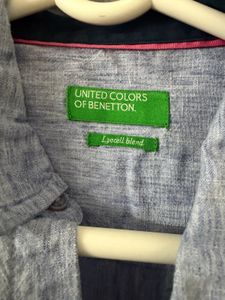 UNITED COLORS
OF BENETTON.
Lyocell blend